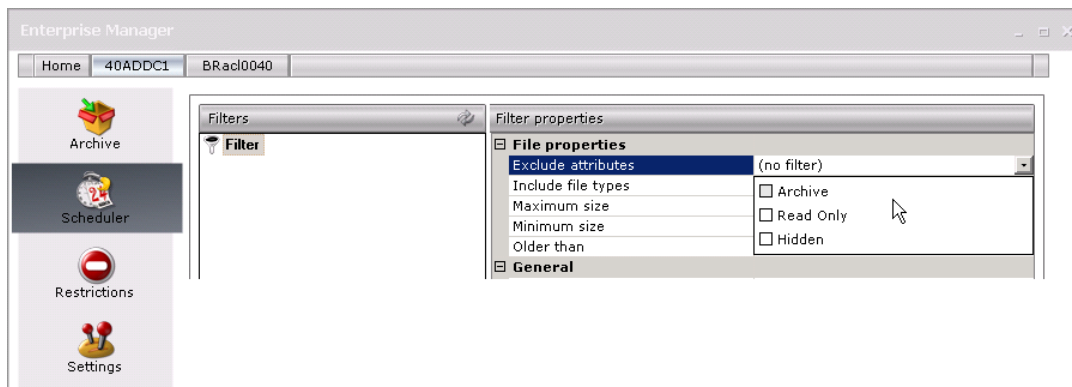 Enterprise Manager
Home 40ADDC1 BRacl0040
Archive
Scheduler
Restrictions
Settings
Filters
Filter
Filter properties
File properties
Exclude attributes (no filter)
Include file types
Maximum size
Minimum size
Older than
Archive
Read Only
Hidden
General